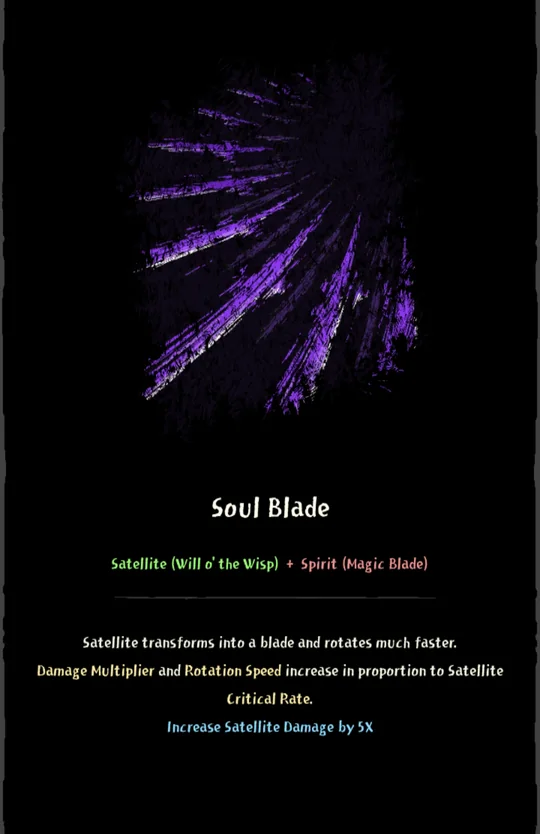 Soul Blade
Satellite (Will o' the Wisp) + Spirit (Magic Blade)
Satellite transforms into a blade and rotates much faster.
Damage Multiplier and Rotation Speed increase in proportion to Satellite
Critical Rate.
Increase Satellite Damage by 5X